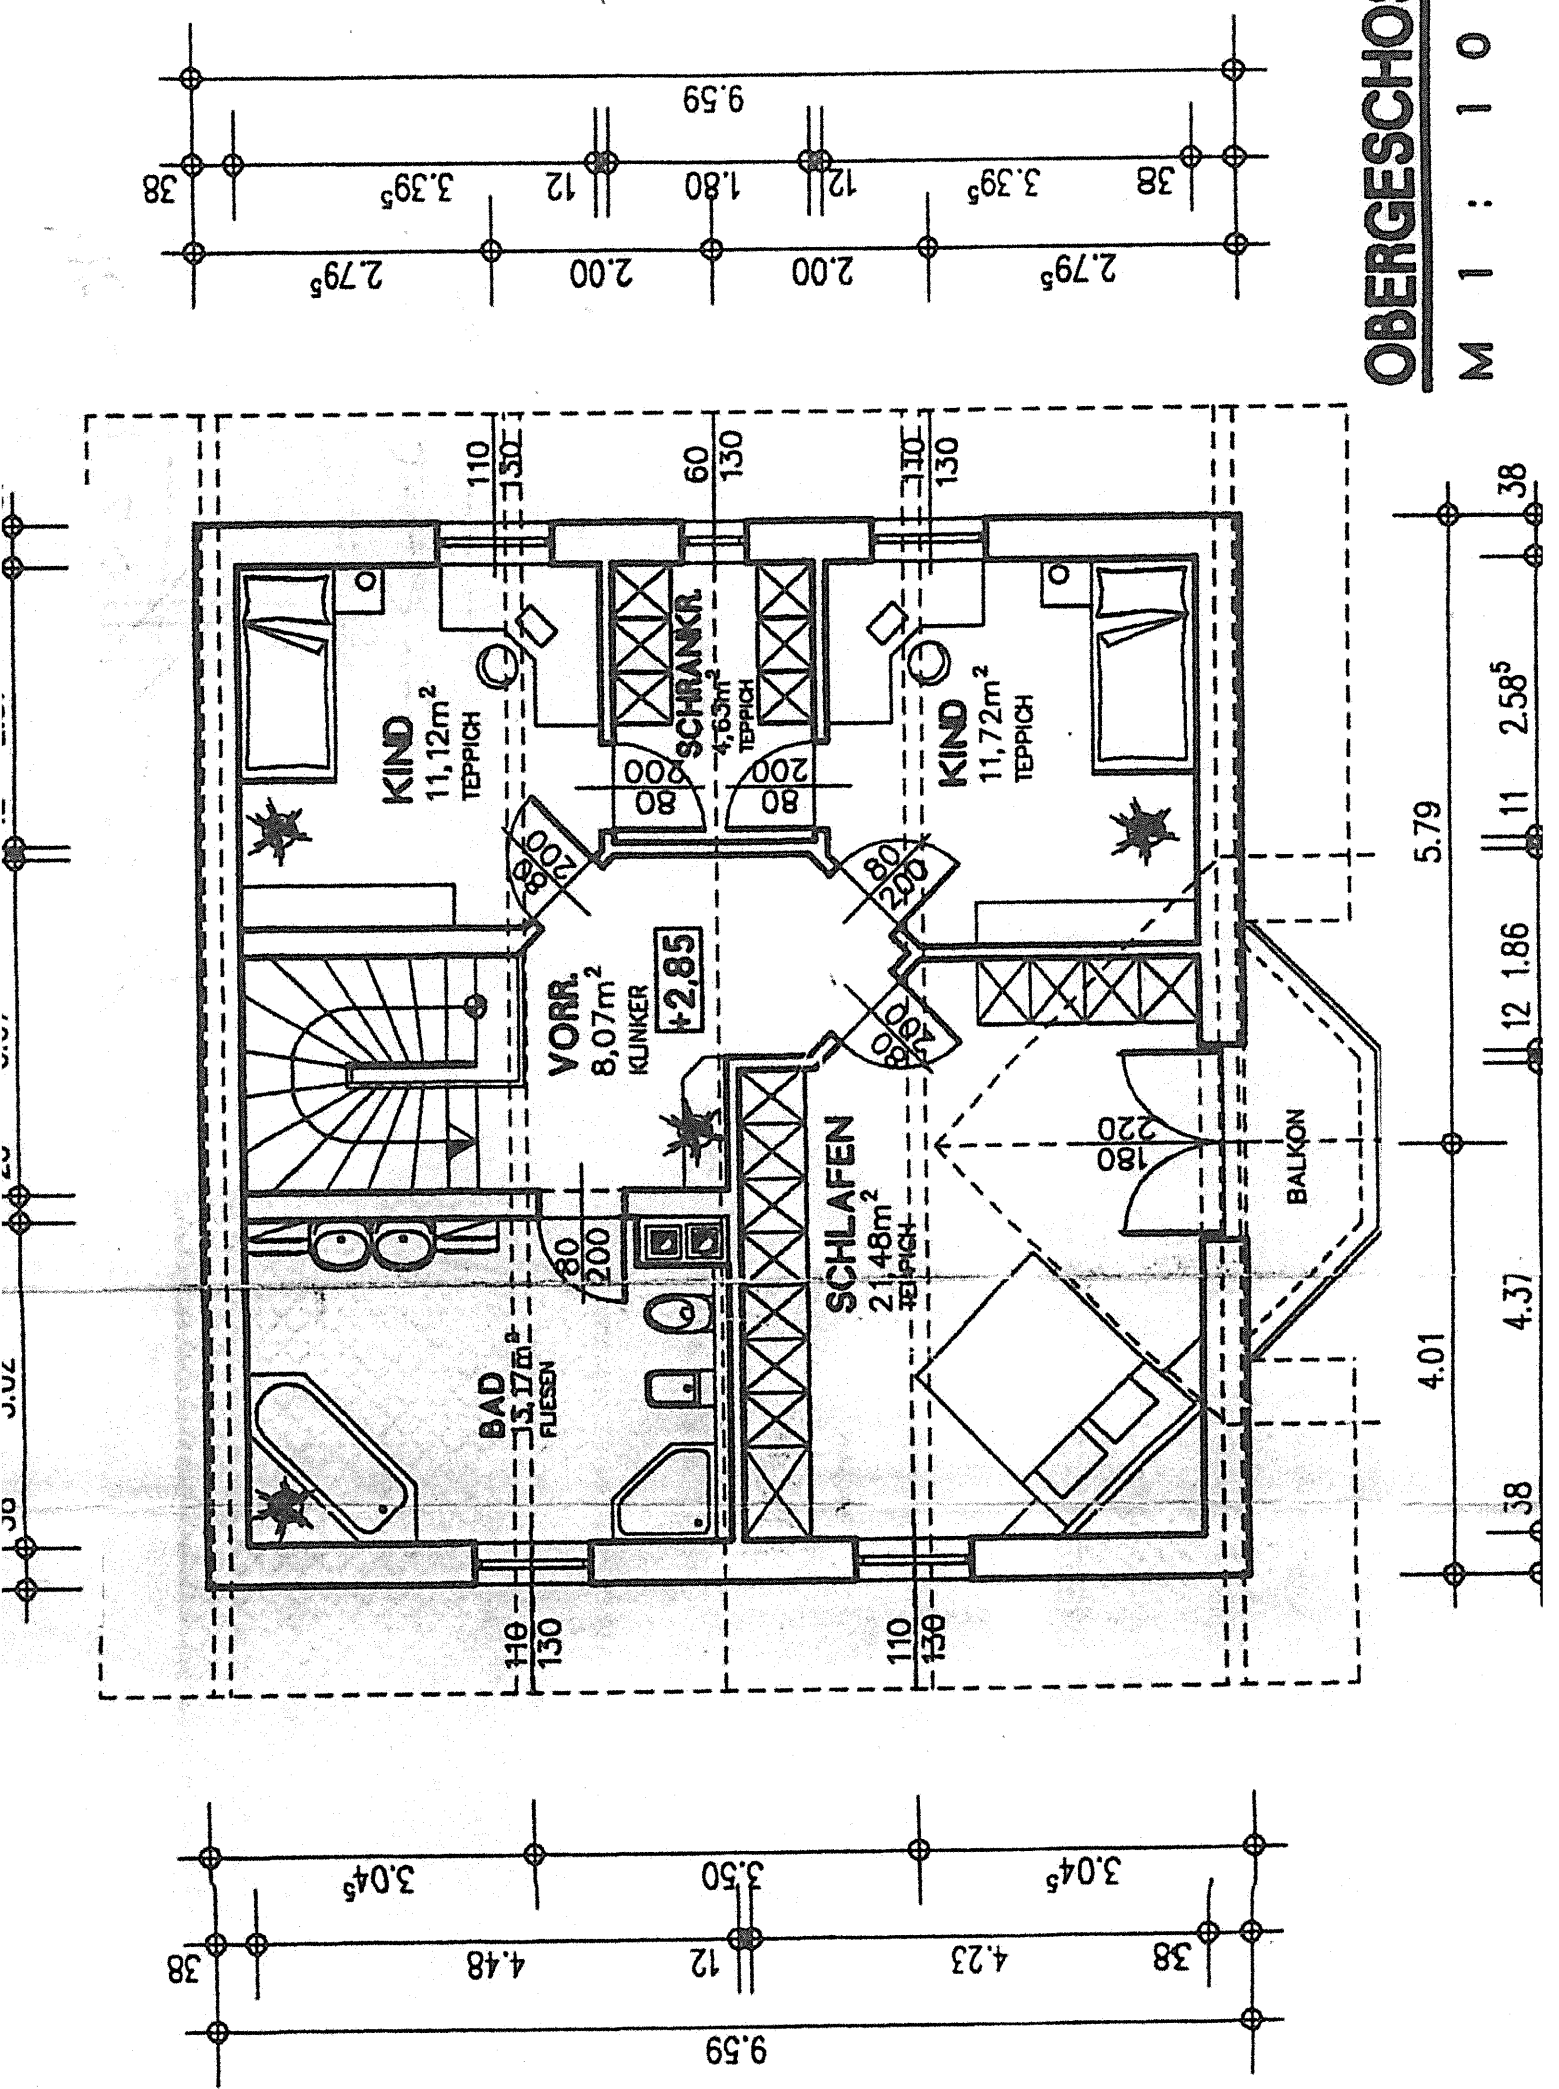 OBERGESCHOS
M 1 : 1 0
9.59
38
3.39⁵
12
1.80
12
3.39⁵
38
2.79⁵
2.00
2.00
2.79⁵
110
130
60
130
110
130
KIND
11,12m²
TEPPICH
SCHRANKR.
4,63m²
TEPPICH
KIND
11,72m²
TEPPICH
80
200
80
200
80
200
80
200
VORR.
8,07m²
KLINKER
+2,85
80
200
80
200
BAD
13,17m²
FLIESEN
SCHLAFEN
21,48m²
TEPPICH
180
220
BALKON
110
130
110
130
5.79
4.01
38
2.58⁵
11
1.86
12
4.37
38
3.04⁵
3.50
3.04⁵
38
4.48
12
4.23
38
9.59